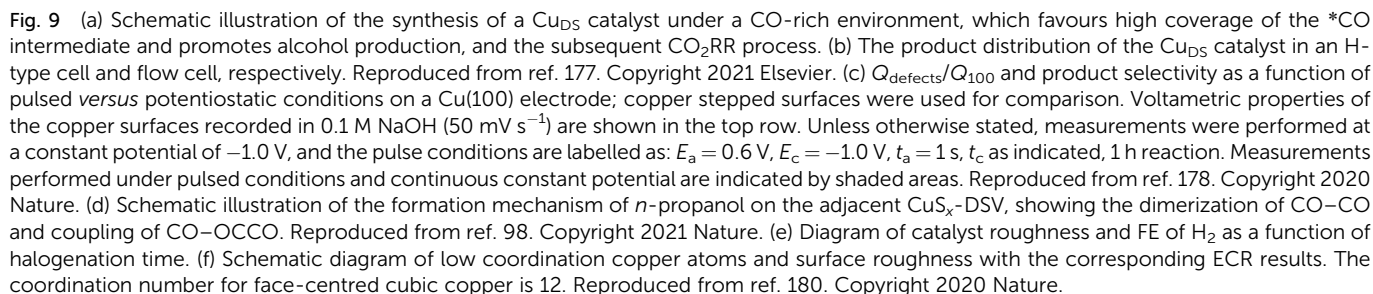 Fig. 9 (a) Schematic illustration of the synthesis of a CuDS catalyst under a CO-rich environment, which favours high coverage of the *CO
intermediate and promotes alcohol production, and the subsequent CO2RR process. (b) The product distribution of the CuDS catalyst in an H-
type cell and flow cell, respectively. Reproduced from ref. 177. Copyright 2021 Elsevier. (c) Qdefects/Q100 and product selectivity as a function of
pulsed versus potentiostatic conditions on a Cu(100) electrode; copper stepped surfaces were used for comparison. Voltametric properties of
the copper surfaces recorded in 0.1 M NaOH (50 mV s−1) are shown in the top row. Unless otherwise stated, measurements were performed at
a constant potential of −1.0 V, and the pulse conditions are labelled as: Ea = 0.6 V, Ec = −1.0 V, ta = 1 s, tc as indicated, 1 h reaction. Measurements
performed under pulsed conditions and continuous constant potential are indicated by shaded areas. Reproduced from ref. 178. Copyright 2020
Nature. (d) Schematic illustration of the formation mechanism of n-propanol on the adjacent CuSx-DSV, showing the dimerization of CO–CO
and coupling of CO–OCCO. Reproduced from ref. 98. Copyright 2021 Nature. (e) Diagram of catalyst roughness and FE of H2 as a function of
halogenation time. (f) Schematic diagram of low coordination copper atoms and surface roughness with the corresponding ECR results. The
coordination number for face-centred cubic copper is 12. Reproduced from ref. 180. Copyright 2020 Nature.